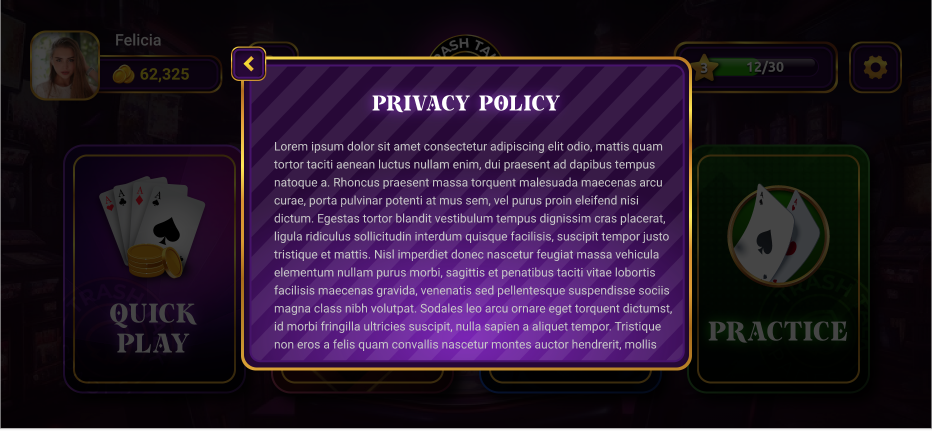 Felicia
62,325
ASH TA
3
12/30
PRIVACY POLICY
Lorem ipsum dolor sit amet consectetur adipiscing elit odio, mattis quam
tortor taciti aenean luctus nullam enim, dui praesent ad dapibus tempus
natoque a. Rhoncus praesent massa torquent malesuada maecenas arcu
curae, porta pulvinar potenti at mus sem, vel purus proin eleifend nisi
dictum. Egestas tortor blandit vestibulum tempus dignissim cras placerat,
ligula ridiculus sollicitudin interdum quisque facilisis, suscipit tempor justo
tristique et mattis. Nisl imperdiet donec nascetur feugiat massa vehicula
elementum nullam purus morbi, sagittis et penatibus taciti vitae lobortis
facilisis maecenas gravida, venenatis sed pellentesque suspendisse sociis
magna class nibh volutpat. Sodales leo arcu ornare eget torquent dictumst,
id morbi fringilla ultricies suscipit, nulla sapien a aliquet tempor. Tristique
non eros a felis quam convallis nascetur montes auctor hendrerit, mollis
A A A A
QUICK
PLAY
A A
PRACTICE